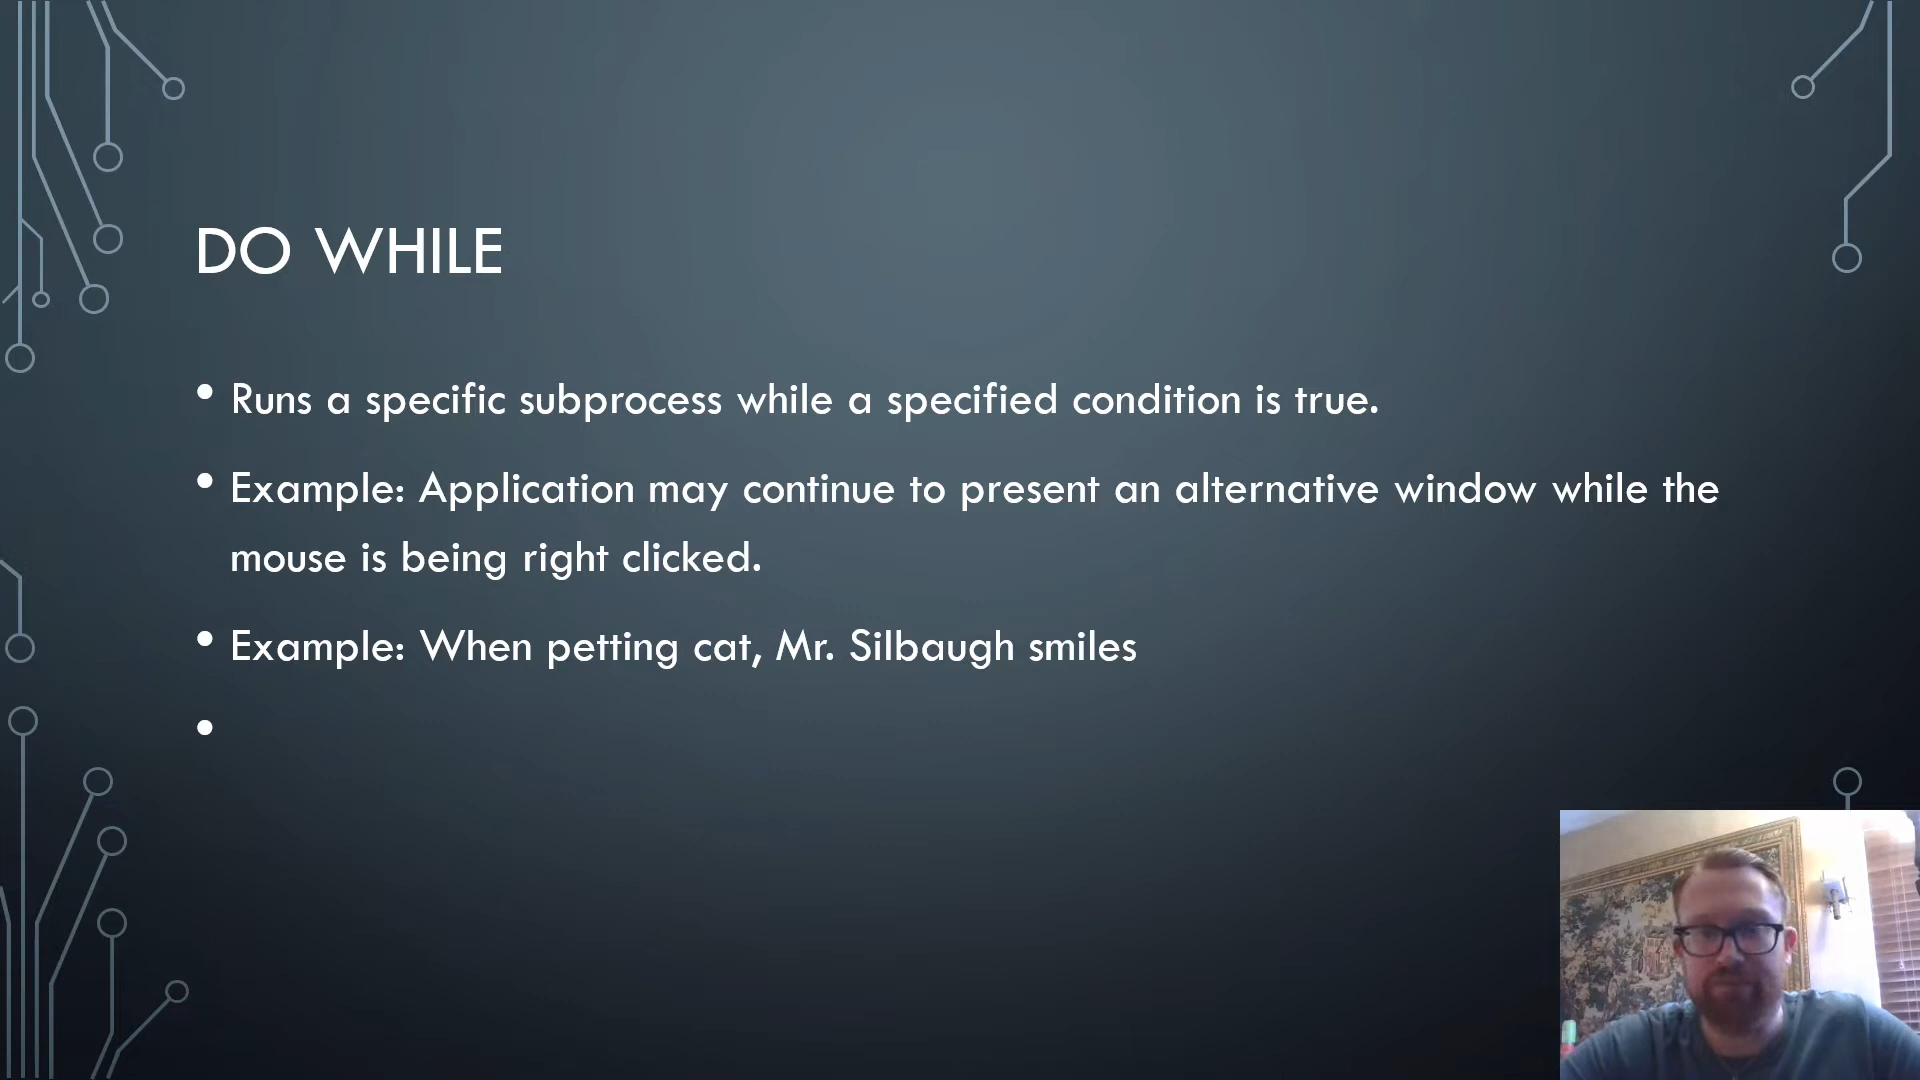 DO WHILE
• Runs a specific subprocess while a specified condition is true.
• Example: Application may continue to present an alternative window while the
mouse is being right clicked.
• Example: When petting cat, Mr. Silbaugh smiles
•